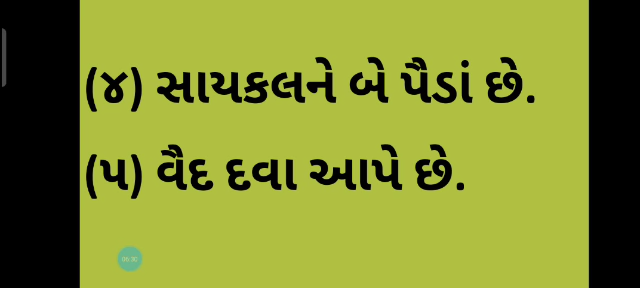 (૪) સાયકલને બે પૈડાં છે.
(૫) વૈદ દવા આપે છે.